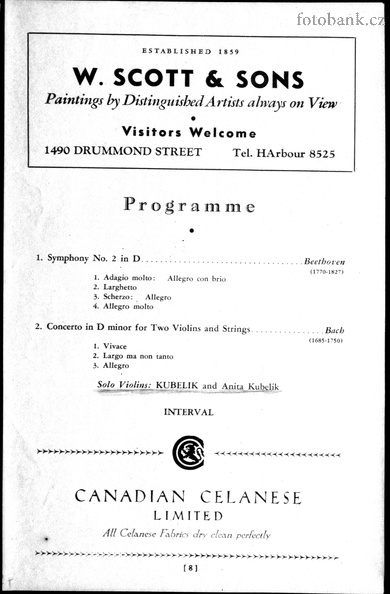 fotobank.cz
ESTABLISHED 1859
W. SCOTT & SONS
Paintings by Distinguished Artists always on View
•
Visitors Welcome
1490 DRUMMOND STREET Tel. HArbour 8525
Programme
•
1. Symphony No. 2 in D.................................Beethoven
(1770-1827)
1. Adagio molto: Allegro con brio
2. Larghetto
3. Scherzo: Allegro
4. Allegro molto
2. Concerto in D minor for Two Violins and Strings...............Bach
(1685-1750)
1. Vivace
2. Largo ma non tanto
3. Allegro
Solo Violins: KUBELIK and Anita Kubelik
INTERVAL
CANADIAN CELANESE
LIMITED
All Celanese Fabrics dry clean perfectly
[ 8 ]